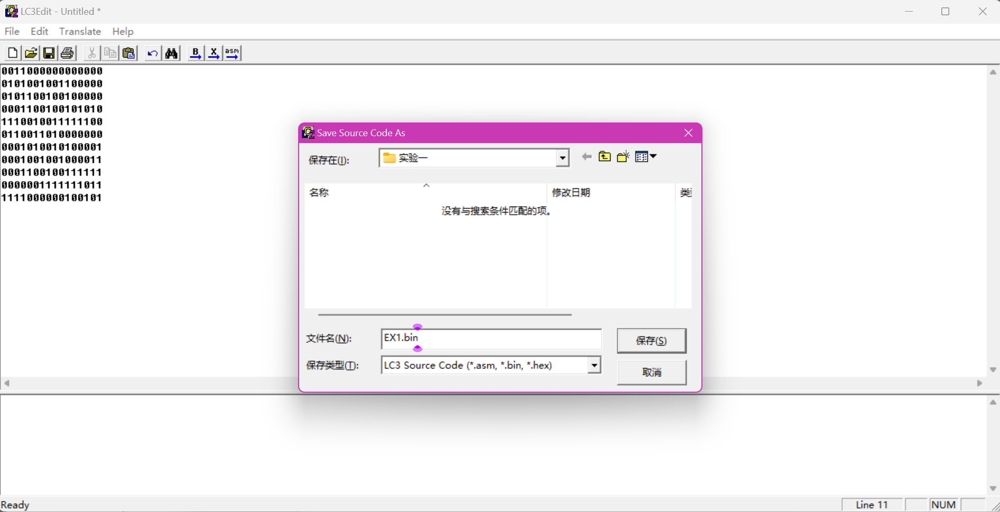 LC3Edit - Untitled *
File Edit Translate Help
B X asm
0011000000000000
0101001001100000
0101100100100000
0001100100101010
1110010011111100
0110011010000000
0001010010100001
0001001001000011
0001100100111111
0000001111111011
1111000000100101
Save Source Code As
保存在(I):
实验一
名称 修改日期
没有与搜索条件匹配的项。
文件名(N):
EX1.bin
保存(S)
保存类型(T):
LC3 Source Code (*.asm, *.bin, *.hex)
取消
Ready
Line 11 NUM